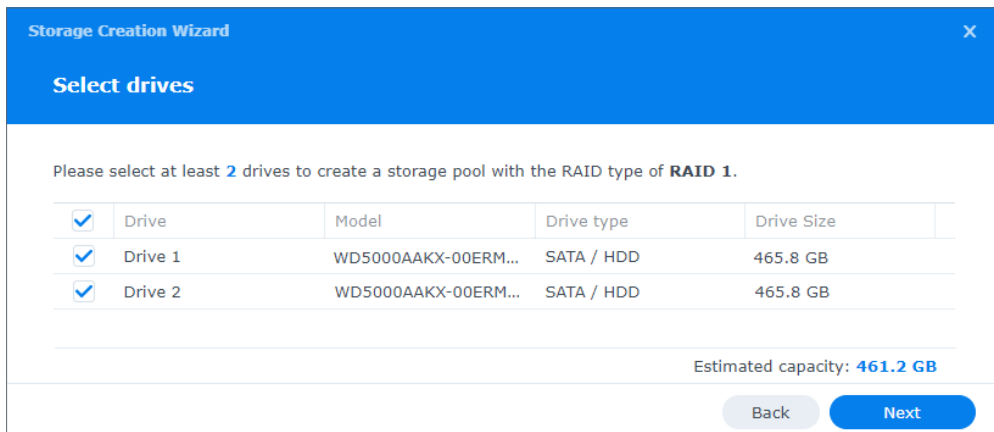 Storage Creation Wizard
Select drives
Please select at least 2 drives to create a storage pool with the RAID type of RAID 1.
Drive Model Drive type Drive Size
Drive 1 WD5000AAKX-00ERM... SATA / HDD 465.8 GB
Drive 2 WD5000AAKX-00ERM... SATA / HDD 465.8 GB
Estimated capacity: 461.2 GB
Back Next